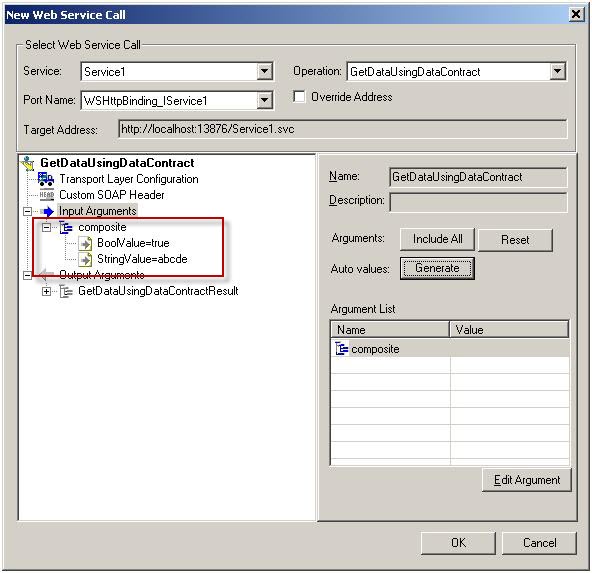 New Web Service Call
Select Web Service Call
Service: Service1 Operation: GetDataUsingDataContract
Port Name: WSHttpBinding_IService1 Override Address
Target Address: http://localhost:13876/Service1.svc
GetDataUsingDataContract
Transport Layer Configuration
HEAD Custom SOAP Header
Input Arguments
composite
BoolValue=true
StringValue=abcde
Output Arguments
GetDataUsingDataContractResult
Name: GetDataUsingDataContract
Description:
Arguments: Include All Reset
Auto values: Generate
Argument List
Name Value
composite
Edit Argument
OK Cancel